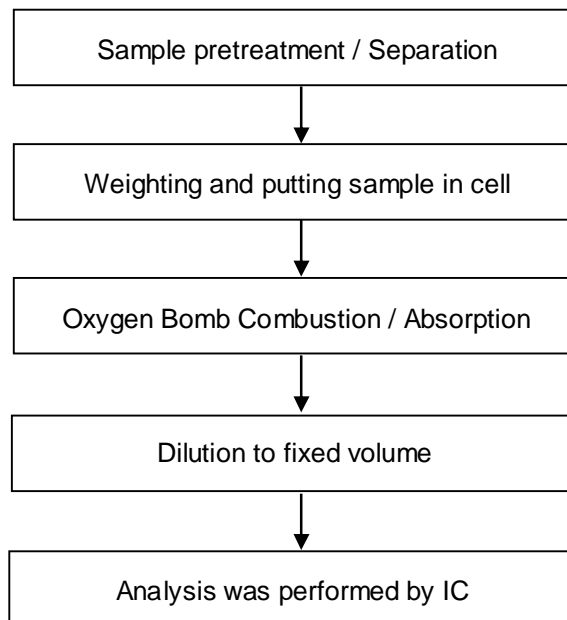 Sample pretreatment / Separation
Weighting and putting sample in cell
Oxygen Bomb Combustion / Absorption
Dilution to fixed volume
Analysis was performed by IC